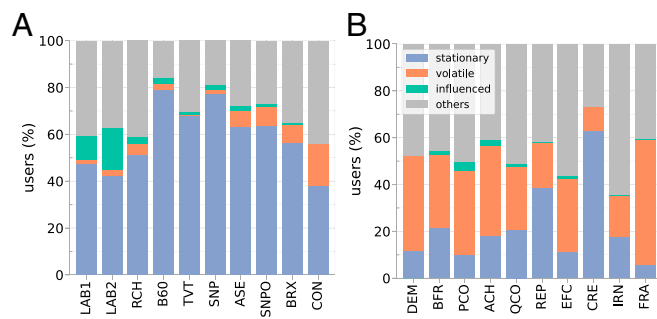 A
B
users (%)
100
80
60
40
20
0
LAB1
LAB2
RCH
B60
TVT
SNP
ASE
SNPO
BRX
CON
users (%)
100
80
60
40
20
0
stationary
volatile
influenced
others
DEM
BFR
PCO
ACH
QCO
REP
EFC
CRE
IRN
FRA